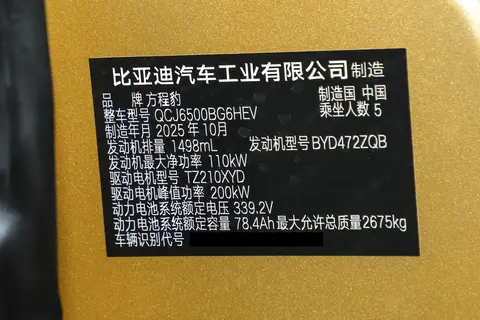 比亚迪汽车工业有限公司制造
品 牌 方程豹 制造国 中国
整车型号 QCJ6500BG6HEV 乘坐人数 5
制造年月 2025 年 10月
发动机排量 1498mL 发动机型号 BYD472ZQB
发动机最大净功率 110kW
驱动电机型号 TZ210XYD
驱动电机峰值功率 200kW
动力电池系统额定电压 339.2V
动力电池系统额定容量 78.4Ah 最大允许总质量 2675kg
车辆识别代号